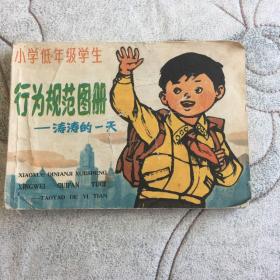 小学低年级学生
行为规范图册
——涛涛的一天
XIAOXUE DINIANJI XUESHENG
XINGWEI GUIFAN TUCE
—TAOTAO DE YI TIAN